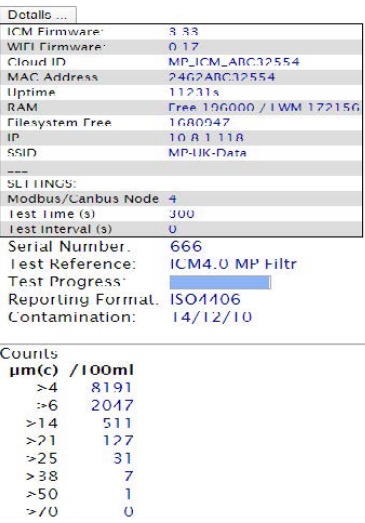 Details ...
ICM Firmware: 3.33
WIFI Firmware: 0.17
Cloud ID MP_ICM_ABC32554
MAC Address 2462ABC32554
Uptime 11231s
RAM Free 196000 / LWM 172156
Filesystem Free 1680947
IP 10.8.1.118
SSID MP-UK-Data
---
SETTINGS:
Modbus/Canbus Node 4
Test Time (s) 300
Test Interval (s) 0
Serial Number: 666
Test Reference: ICM4.0 MP Filtr
Test Progress:
Reporting Format: ISO4406
Contamination: 14/12/10
Counts
µm(c) /100ml
>4 8191
>6 2047
>14 511
>21 127
>25 31
>38 7
>50 1
>70 0